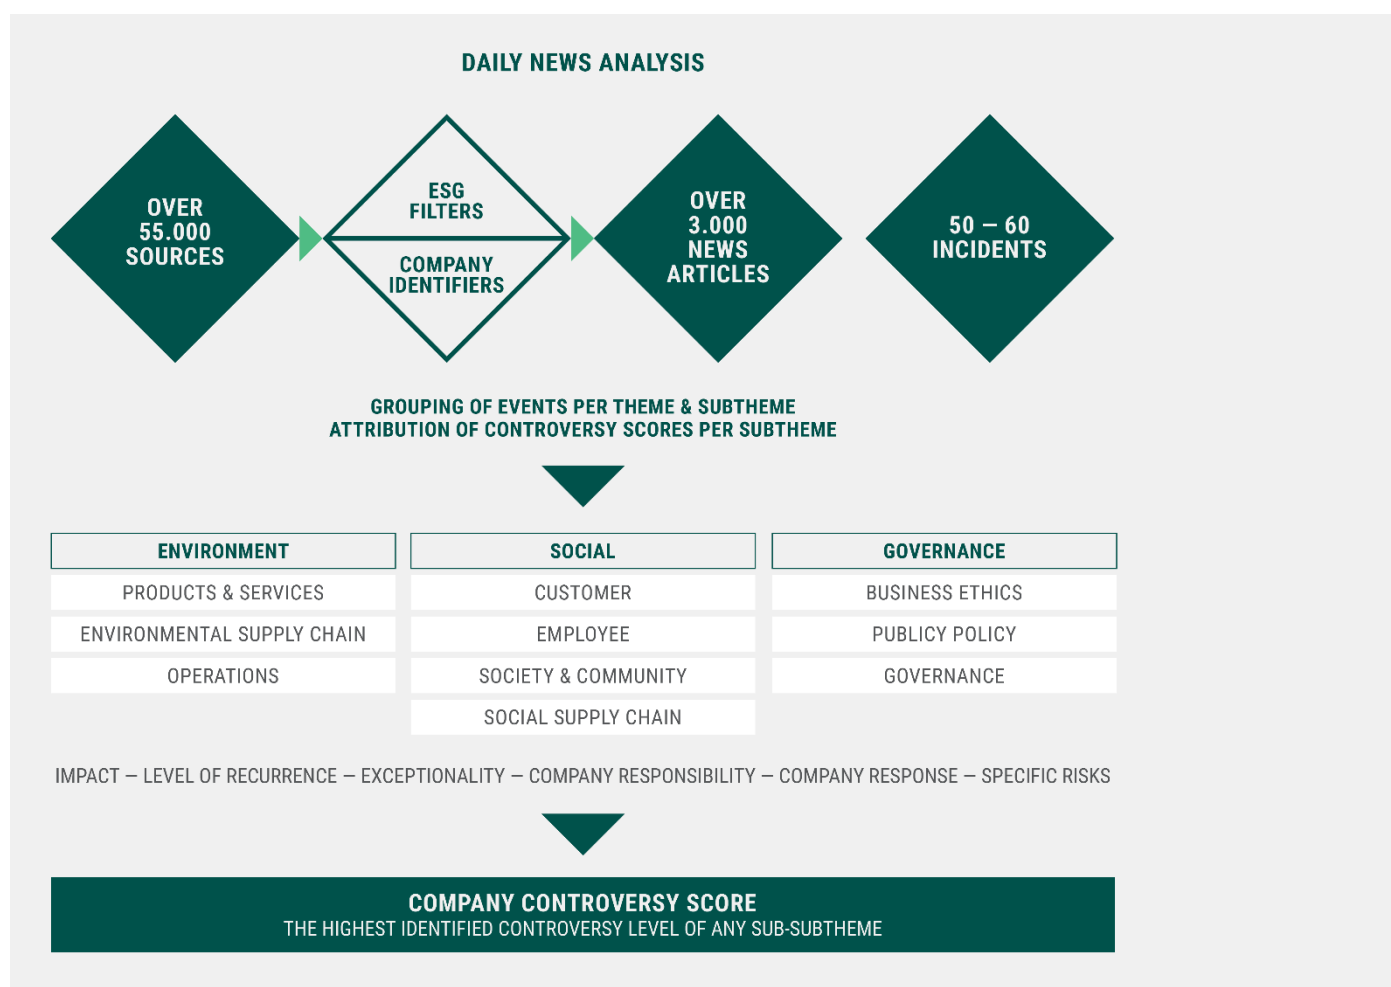 DAILY NEWS ANALYSIS
OVER
55.000
SOURCES
ESG
FILTERS
COMPANY
IDENTIFIERS
OVER
3.000
NEWS
ARTICLES
50 – 60
INCIDENTS
GROUPING OF EVENTS PER THEME & SUBTHEME
ATTRIBUTION OF CONTROVERSY SCORES PER SUBTHEME
ENVIRONMENT
PRODUCTS & SERVICES
ENVIRONMENTAL SUPPLY CHAIN
OPERATIONS
SOCIAL
CUSTOMER
EMPLOYEE
SOCIETY & COMMUNITY
SOCIAL SUPPLY CHAIN
GOVERNANCE
BUSINESS ETHICS
PUBLICY POLICY
GOVERNANCE
IMPACT – LEVEL OF RECURRENCE – EXCEPTIONALITY – COMPANY RESPONSIBILITY – COMPANY RESPONSE – SPECIFIC RISKS
COMPANY CONTROVERSY SCORE
THE HIGHEST IDENTIFIED CONTROVERSY LEVEL OF ANY SUB-SUBTHEME